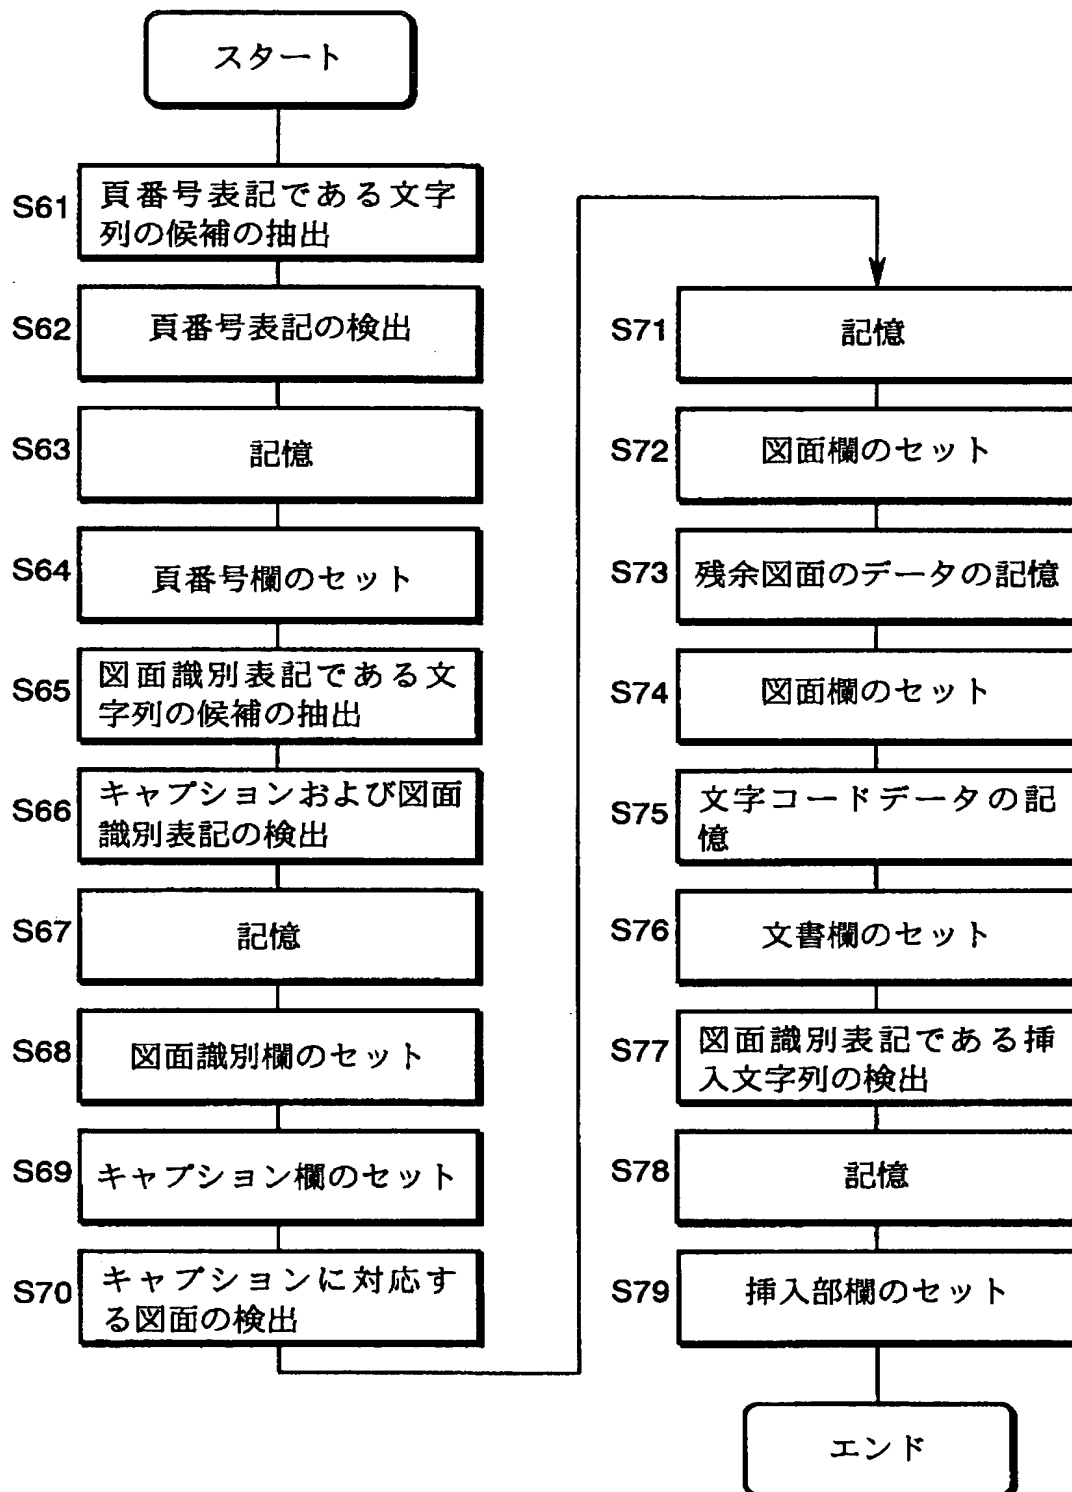 スタート
S61
頁番号表記である文字
列の候補の抽出
S62
頁番号表記の検出
S63
記憶
S64
頁番号欄のセット
S65
図面識別表記である文
字列の候補の抽出
S66
キャプションおよび図面
識別表記の検出
S67
記憶
S68
図面識別欄のセット
S69
キャプション欄のセット
S70
キャプションに対応す
る図面の検出
S71
記憶
S72
図面欄のセット
S73
残余図面のデータの記憶
S74
図面欄のセット
S75
文字コードデータの記
憶
S76
文書欄のセット
S77
図面識別表記である挿
入文字列の検出
S78
記憶
S79
挿入部欄のセット
エンド